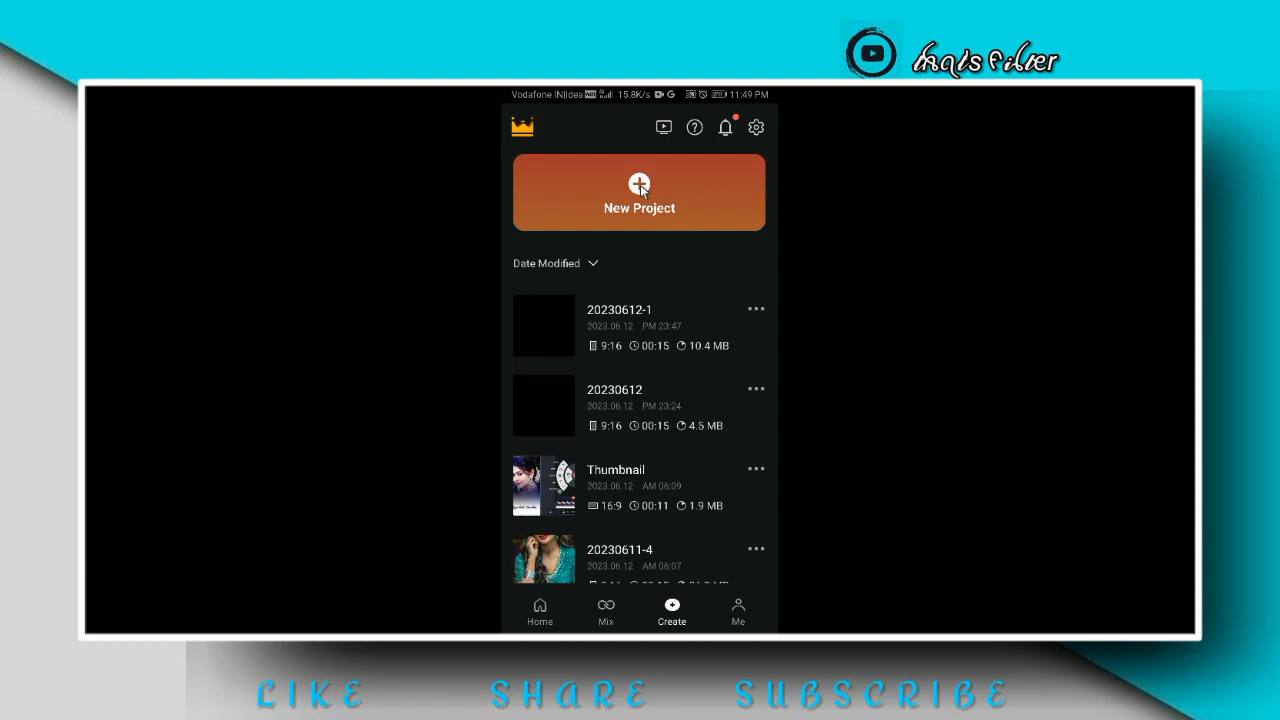 Vodafone IN|Idea 15.8K/s 11:49 PM
New Project
Date Modified
20230612-1
2023.06.12 PM 23:47
9:16 00:15 10.4 MB
20230612
2023.06.12 PM 23:24
9:16 00:15 4.5 MB
Thumbnail
2023.06.12 AM 06:09
16:9 00:11 1.9 MB
20230611-4
2023.06.12 AM 06:07
Home Mix Create Me
LIKE SHARE SUBSCRIBE